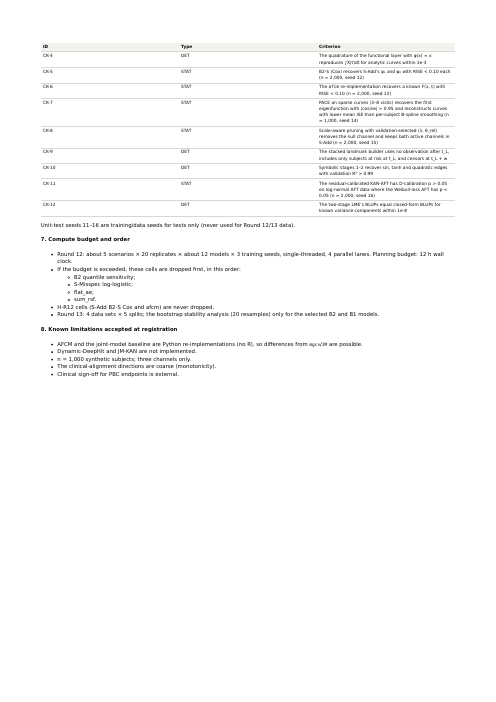 ID Type Criterion
CK-4 DET The quadrature of the functional layer with φ(x) = x
reproduces ∫X(t)dt for analytic curves within 1e-3
CK-5 STAT B2-S (Cox) recovers S-Add's φ₁ and φ₂ with RISE < 0.10 each
(n = 2,000, seed 12)
CK-6 STAT The afcm re-implementation recovers a known F(x, t) with
RISE < 0.10 (n = 2,000, seed 13)
CK-7 STAT PACE on sparse curves (3–8 visits) recovers the first
eigenfunction with |cosine| > 0.95 and reconstructs curves
with lower mean ISE than per-subject B-spline smoothing (n
= 1,000, seed 14)
CK-8 STAT Scale-aware pruning with validation-selected (λ, θ_rel)
removes the null channel and keeps both active channels in
S-Add (n = 2,000, seed 15)
CK-9 DET The stacked landmark builder uses no observation after t_L,
includes only subjects at risk at t_L, and censors at t_L + w
CK-10 DET Symbolic stages 1–2 recover sin, tanh and quadratic edges
with validation R² > 0.99
CK-11 STAT The residual-calibrated KAN-AFT has D-calibration p > 0.05
on log-normal AFT data where the Weibull-loss AFT has p <
0.05 (n = 2,000, seed 16)
CK-12 DET The two-stage LME's BLUPs equal closed-form BLUPs for
known variance components within 1e-8
Unit-test seeds 11–16 are training/data seeds for tests only (never used for Round 12/13 data).
7. Compute budget and order
• Round 12: about 5 scenarios × 20 replicates × about 12 models × 3 training seeds, single-threaded, 4 parallel lanes. Planning budget: 12 h wall
clock.
• If the budget is exceeded, these cells are dropped first, in this order:
◦ B2 quantile sensitivity;
◦ S-Misspec log-logistic;
◦ flat_ae;
◦ sum_rsf.
• H-R12 cells (S-Add B2-S Cox and afcm) are never dropped.
• Round 13: 4 data sets × 5 splits; the bootstrap stability analysis (20 resamples) only for the selected B2 and B1 models.
8. Known limitations accepted at registration
• AFCM and the joint-model baseline are Python re-implementations (no R), so differences from mgcv/JM are possible.
• Dynamic-DeepHit and JM-KAN are not implemented.
• n = 1,000 synthetic subjects; three channels only.
• The clinical-alignment directions are coarse (monotonicity).
• Clinical sign-off for PBC endpoints is external.